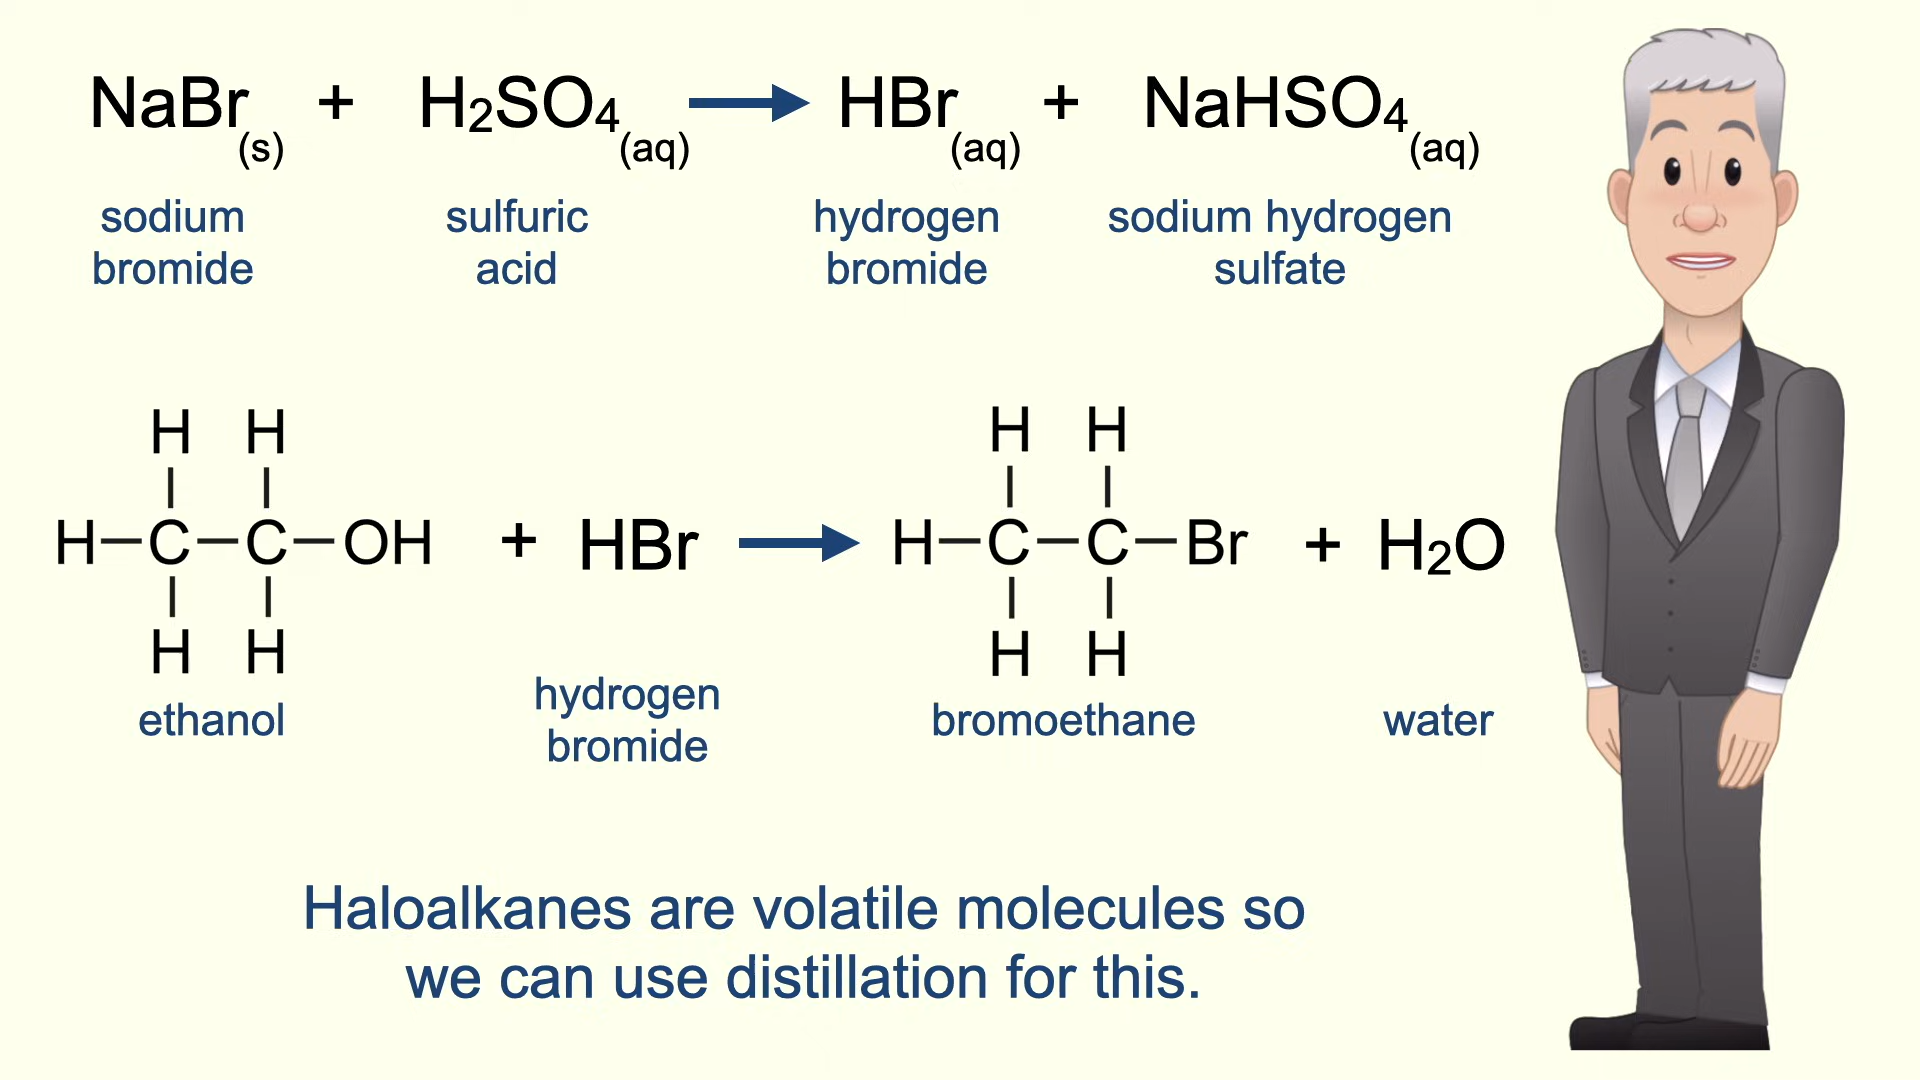 NaBr(s) + H2SO4(aq) → HBr(aq) + NaHSO4(aq)
sodium bromide
sulfuric acid
hydrogen bromide
sodium hydrogen sulfate
H H H H
H—C—C—OH + HBr → H—C—C—Br + H2O
H H H H
ethanol
hydrogen bromide
bromoethane
water
Haloalkanes are volatile molecules so
we can use distillation for this.